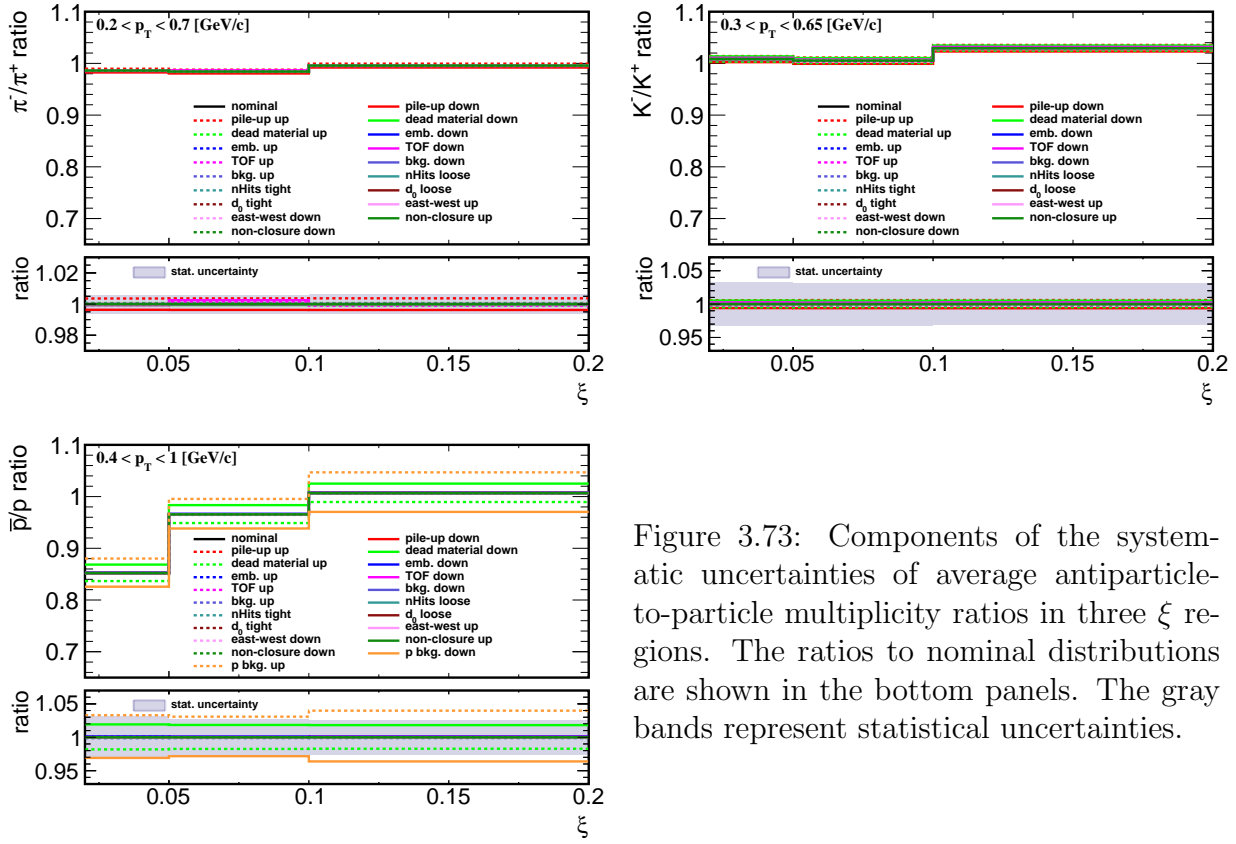 0.2 < pT < 0.7 [GeV/c]
π-/π+ ratio
1.1
1
0.9
0.8
0.7
nominal
pile-up down
pile-up up
dead material down
dead material up
emb. down
emb. up
TOF down
TOF up
bkg. down
bkg. up
nHits loose
nHits tight
d0 loose
d0 tight
east-west up
east-west down
non-closure up
non-closure down
ratio
1.02
1
0.98
stat. uncertainty
0.05
0.1
0.15
0.2
ξ
0.3 < pT < 0.65 [GeV/c]
K-/K+ ratio
1.1
1
0.9
0.8
0.7
nominal
pile-up down
pile-up up
dead material down
dead material up
emb. down
emb. up
TOF down
TOF up
bkg. down
bkg. up
nHits loose
nHits tight
d0 loose
d0 tight
east-west up
east-west down
non-closure up
non-closure down
ratio
1.05
1
0.95
stat. uncertainty
0.05
0.1
0.15
0.2
ξ
0.4 < pT < 1 [GeV/c]
p̅/p ratio
1.1
1
0.9
0.8
0.7
nominal
pile-up down
pile-up up
dead material down
dead material up
emb. down
emb. up
TOF down
TOF up
bkg. down
bkg. up
nHits loose
nHits tight
d0 loose
d0 tight
east-west up
east-west down
non-closure up
non-closure down
p bkg. down
p bkg. up
ratio
1.05
1
0.95
stat. uncertainty
0.05
0.1
0.15
0.2
ξ
Figure 3.73: Components of the system-
atic uncertainties of average antiparticle-
to-particle multiplicity ratios in three ξ re-
gions. The ratios to nominal distributions
are shown in the bottom panels. The gray
bands represent statistical uncertainties.